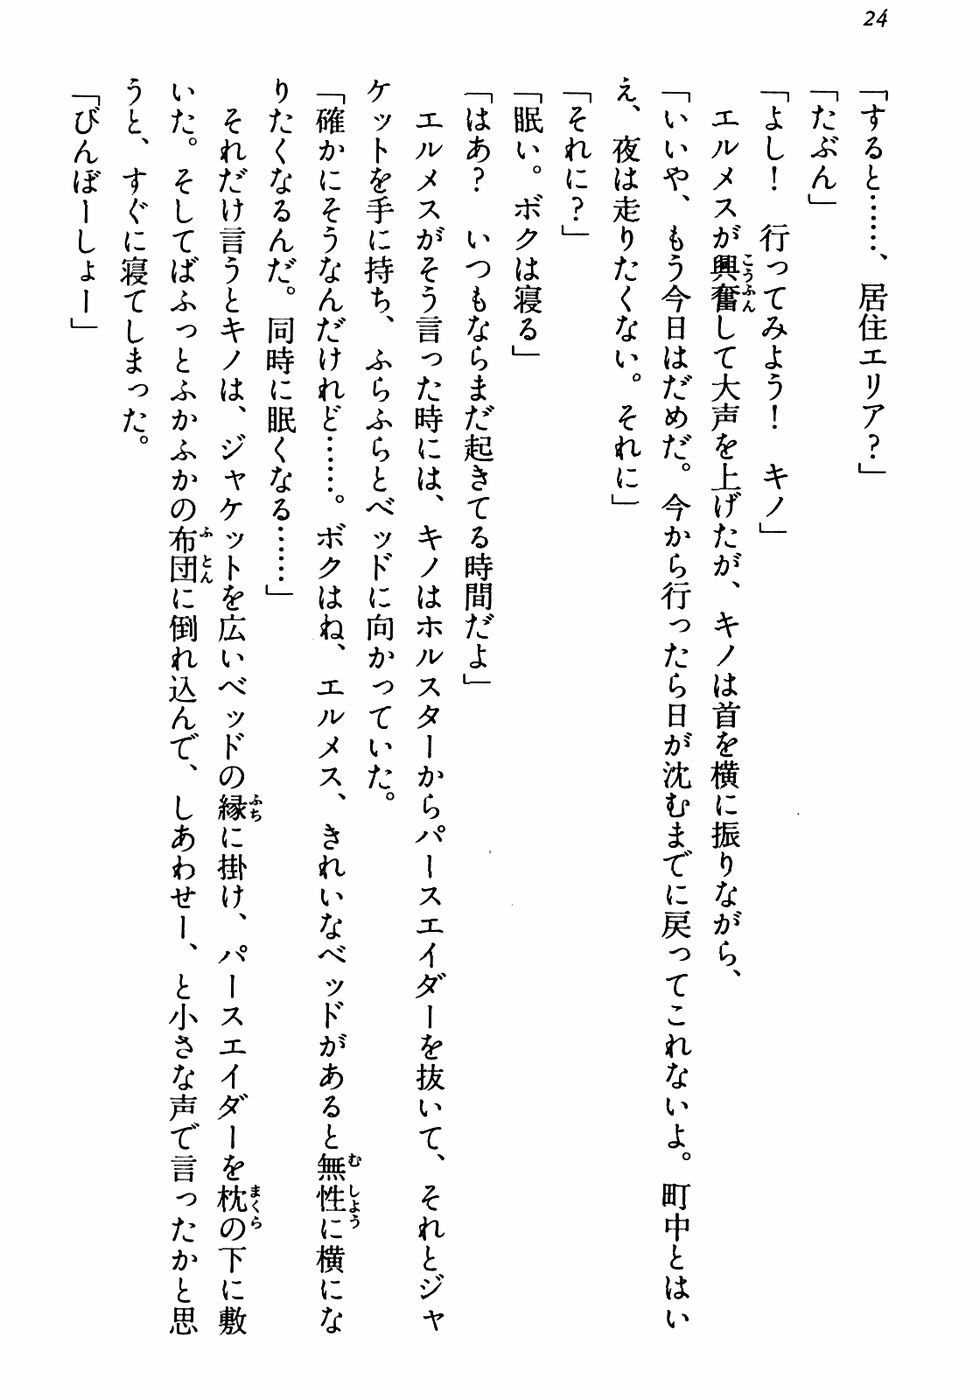 24
「すると……、居住エリア？」
「たぶん」
「よし！　行ってみよう！　キノ」
　エルメスが興奮して大声を上げたが、キノは首を横に振りながら、
「いいや、もう今日はだめだ。今から行ったら日が沈むまでに戻ってこれないよ。町中とはい
え、夜は走りたくない。それに」
「それに？」
「眠い。ボクは寝る」
「はあ？　いつもならまだ起きてる時間だよ」
　エルメスがそう言った時には、キノはホルスターからパースエイダーを抜いて、それとジャ
ケットを手に持ち、ふらふらとベッドに向かっていた。
「確かにそうなんだけれど……。ボクはね、エルメス、きれいなベッドがあると無性に横にな
りたくなるんだ。同時に眠くなる……」
　それだけ言うとキノは、ジャケットを広いベッドの縁に掛け、パースエイダーを枕の下に敷
いた。そしてばふっとふかふかの布団に倒れ込んで、しあわせー、と小さな声で言ったかと思
うと、すぐに寝てしまった。
「びんぼーしょー」